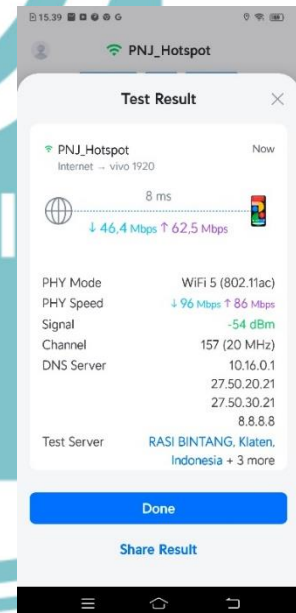 15.39
PNJ_Hotspot
Test Result
PNJ_Hotspot Now
Internet → vivo 1920
8 ms
↓ 46,4 Mbps ↑ 62,5 Mbps
PHY Mode WiFi 5 (802.11ac)
PHY Speed ↓ 96 Mbps ↑ 86 Mbps
Signal -54 dBm
Channel 157 (20 MHz)
DNS Server 10.16.0.1
27.50.20.21
27.50.30.21
8.8.8.8
Test Server RASI BINTANG, Klaten,
Indonesia + 3 more
Done
Share Result